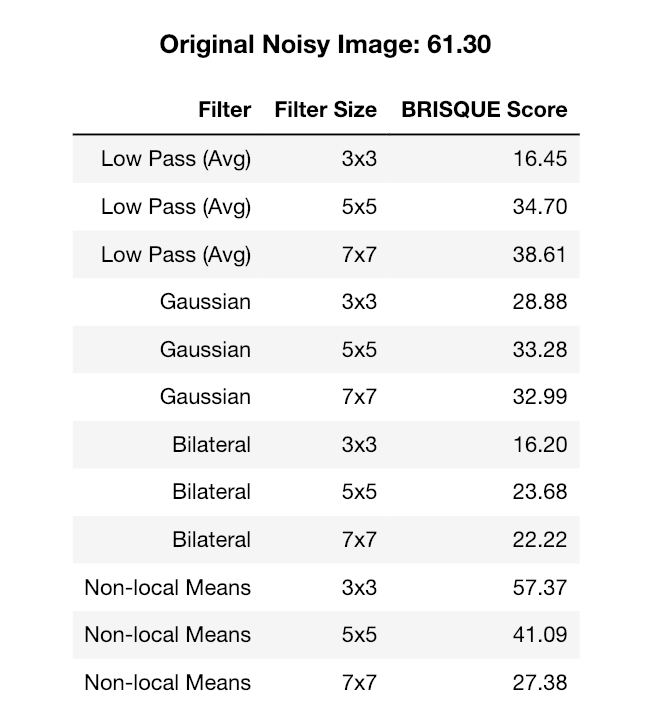 Original Noisy Image: 61.30
Filter Filter Size BRISQUE Score
Low Pass (Avg) 3x3 16.45
Low Pass (Avg) 5x5 34.70
Low Pass (Avg) 7x7 38.61
Gaussian 3x3 28.88
Gaussian 5x5 33.28
Gaussian 7x7 32.99
Bilateral 3x3 16.20
Bilateral 5x5 23.68
Bilateral 7x7 22.22
Non-local Means 3x3 57.37
Non-local Means 5x5 41.09
Non-local Means 7x7 27.38